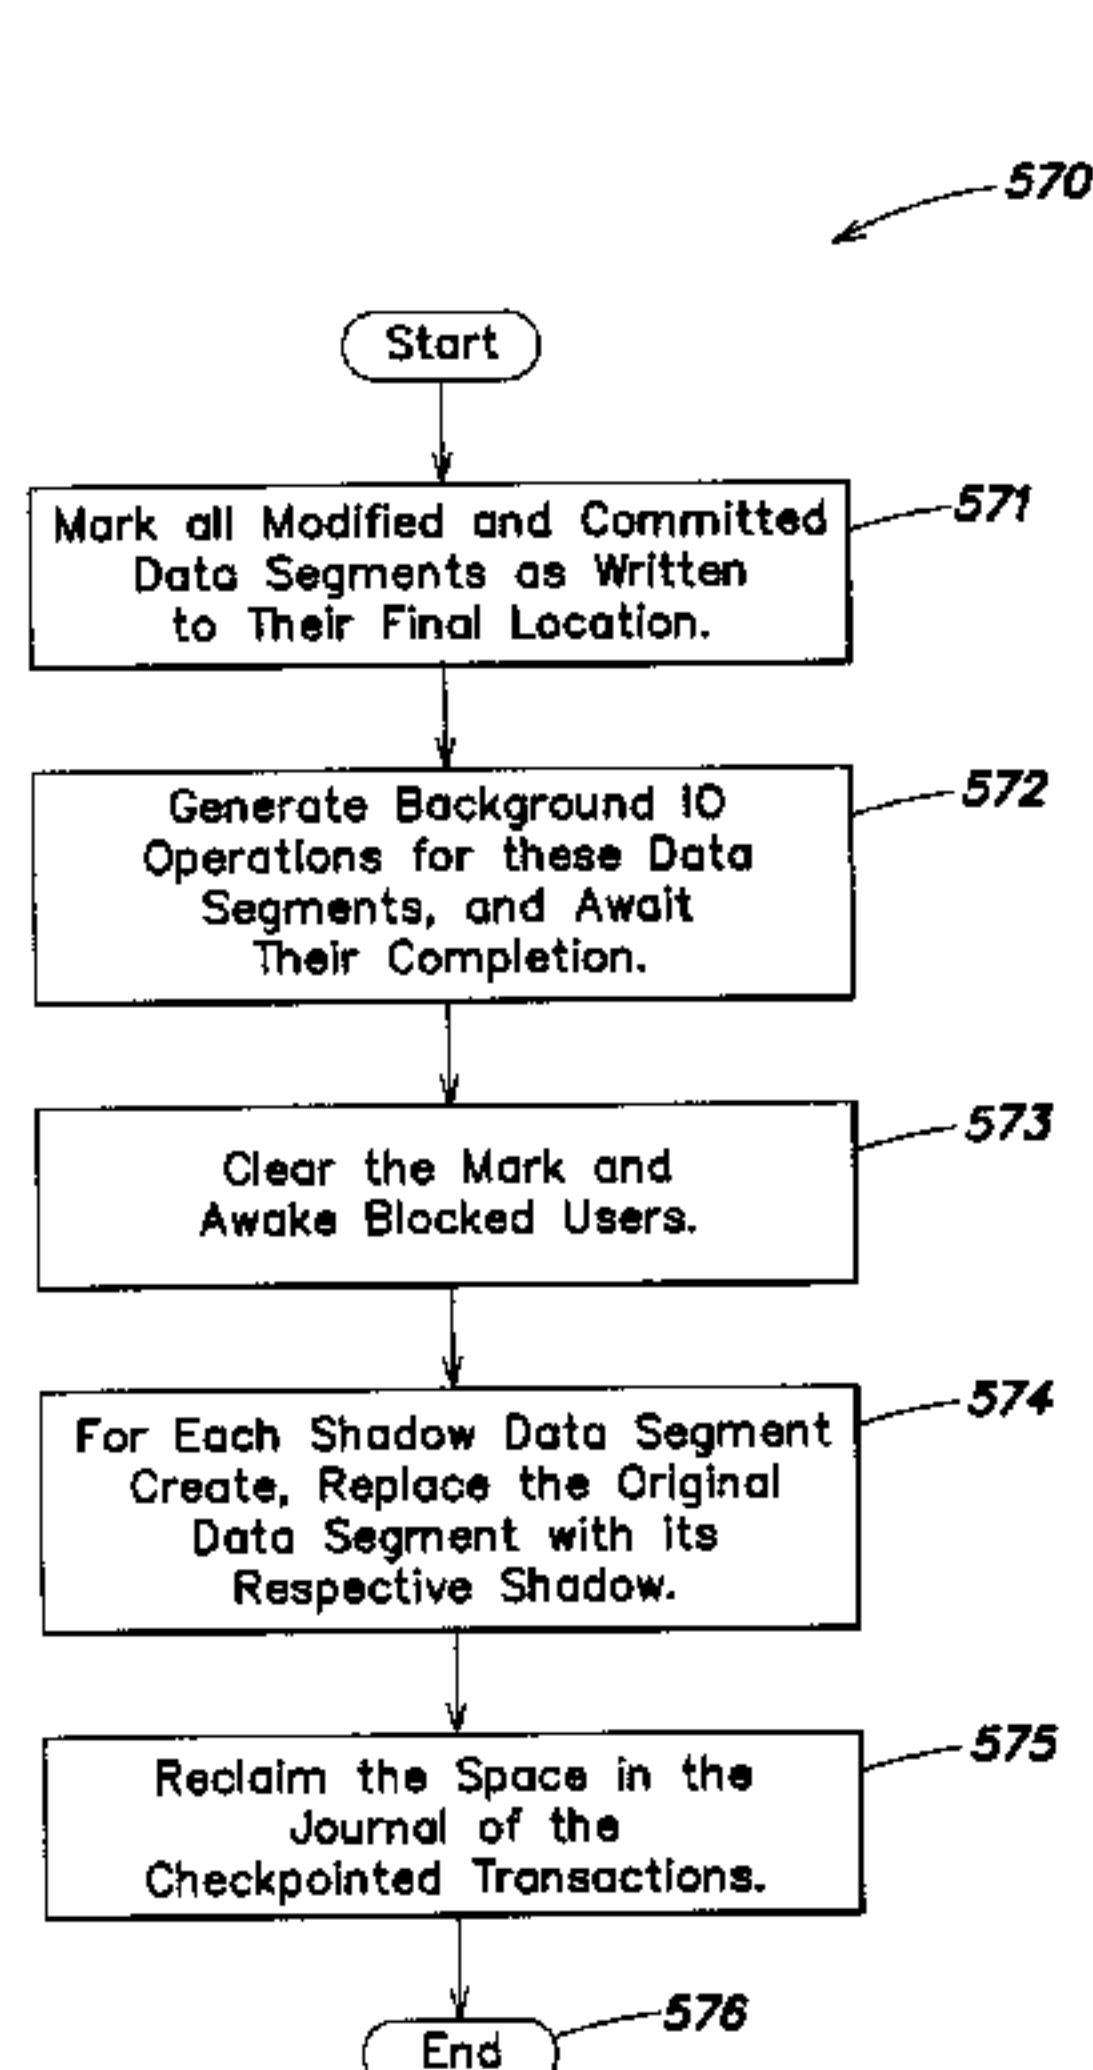 570
Start
571
Mark all Modified and Committed
Data Segments as Written
to Their Final Location.
572
Generate Background IO
Operations for these Data
Segments, and Await
Their Completion.
573
Clear the Mark and
Awake Blocked Users.
574
For Each Shadow Data Segment
Create, Replace the Original
Data Segment with its
Respective Shadow.
575
Reclaim the Space in the
Journal of the
Checkpointed Transactions.
576
End